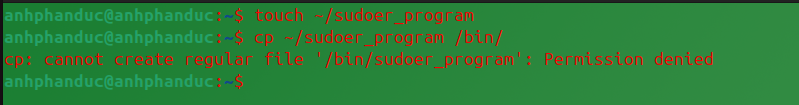 anhphanduc@anhphanduc:~$ touch ~/sudoer_program
anhphanduc@anhphanduc:~$ cp ~/sudoer_program /bin/
cp: cannot create regular file '/bin/sudoer_program': Permission denied
anhphanduc@anhphanduc:~$